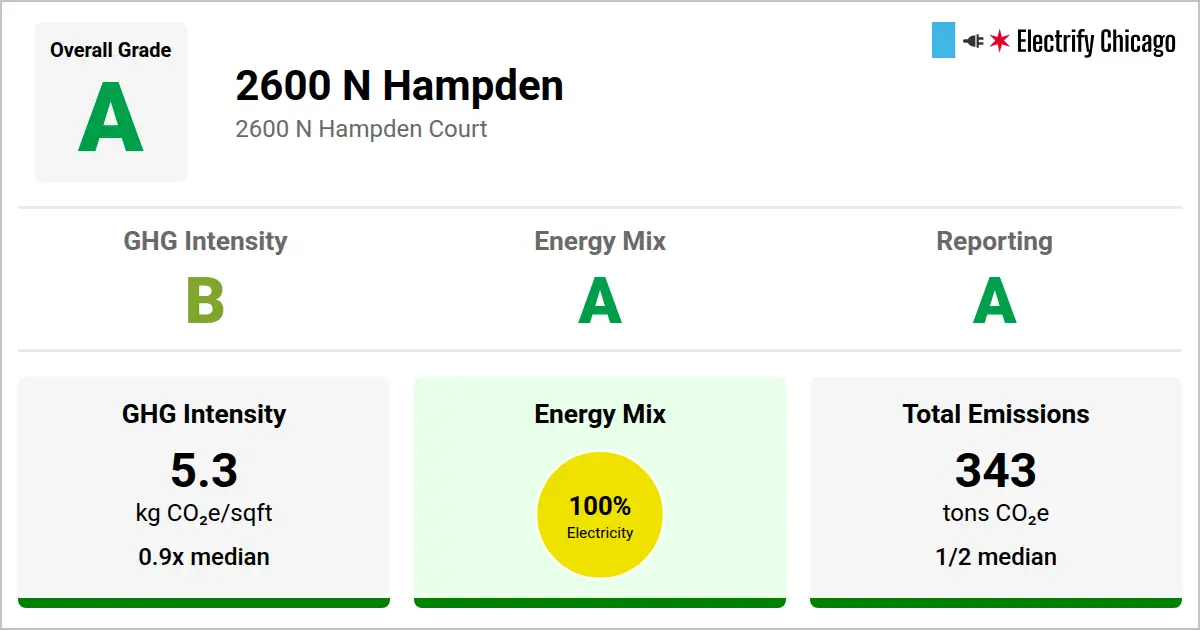 Overall Grade
A
2600 N Hampden
2600 N Hampden Court
Electrify Chicago
GHG Intensity
B
Energy Mix
A
Reporting
A
GHG Intensity
5.3
kg CO₂e/sqft
0.9x median
Energy Mix
100%
Electricity
Total Emissions
343
tons CO₂e
1/2 median